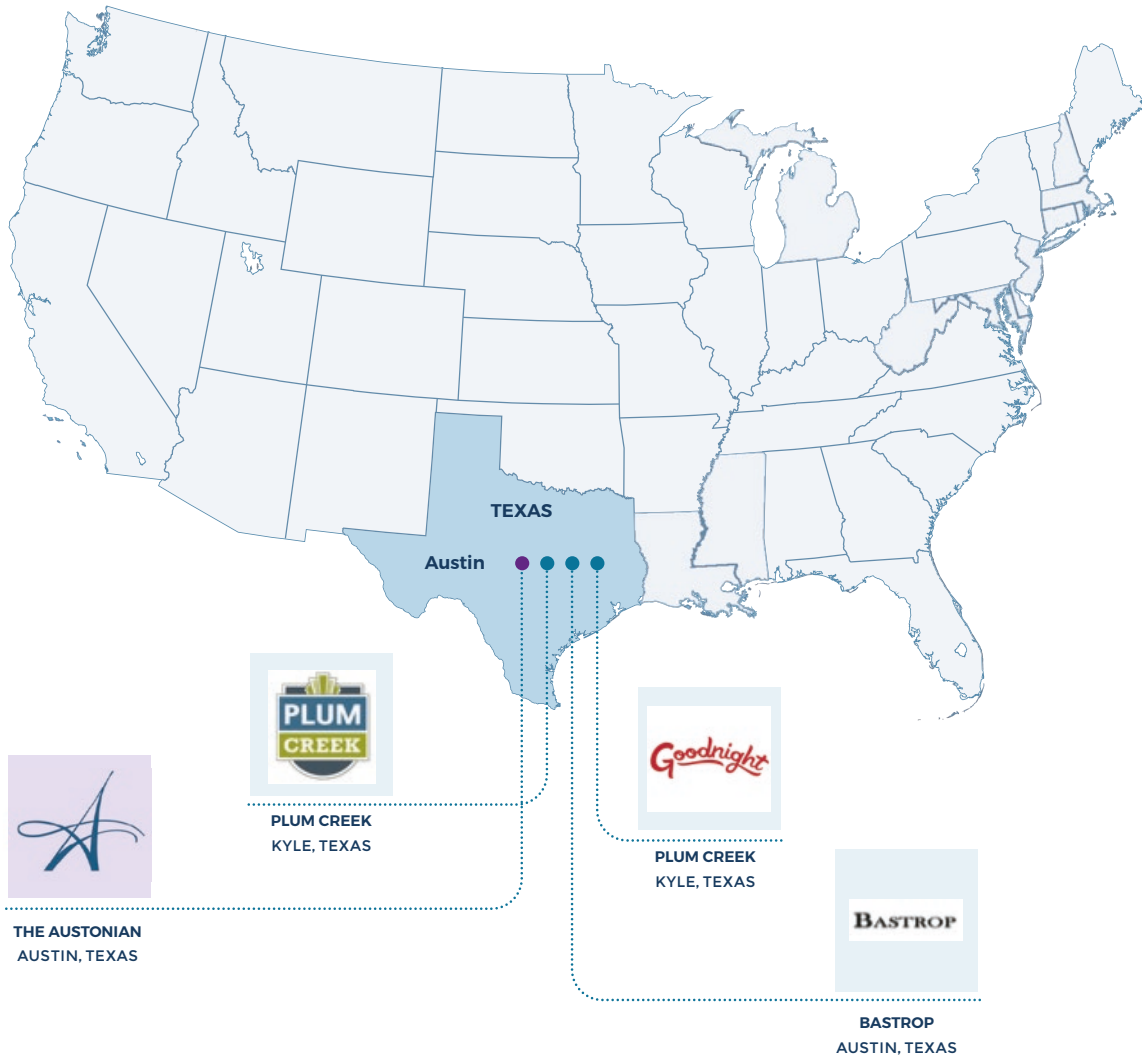 TEXAS
Austin
PLUM
CREEK
PLUM CREEK
KYLE, TEXAS
Goodnight
PLUM CREEK
KYLE, TEXAS
A
THE AUSTONIAN
AUSTIN, TEXAS
BASTROP
BASTROP
AUSTIN, TEXAS